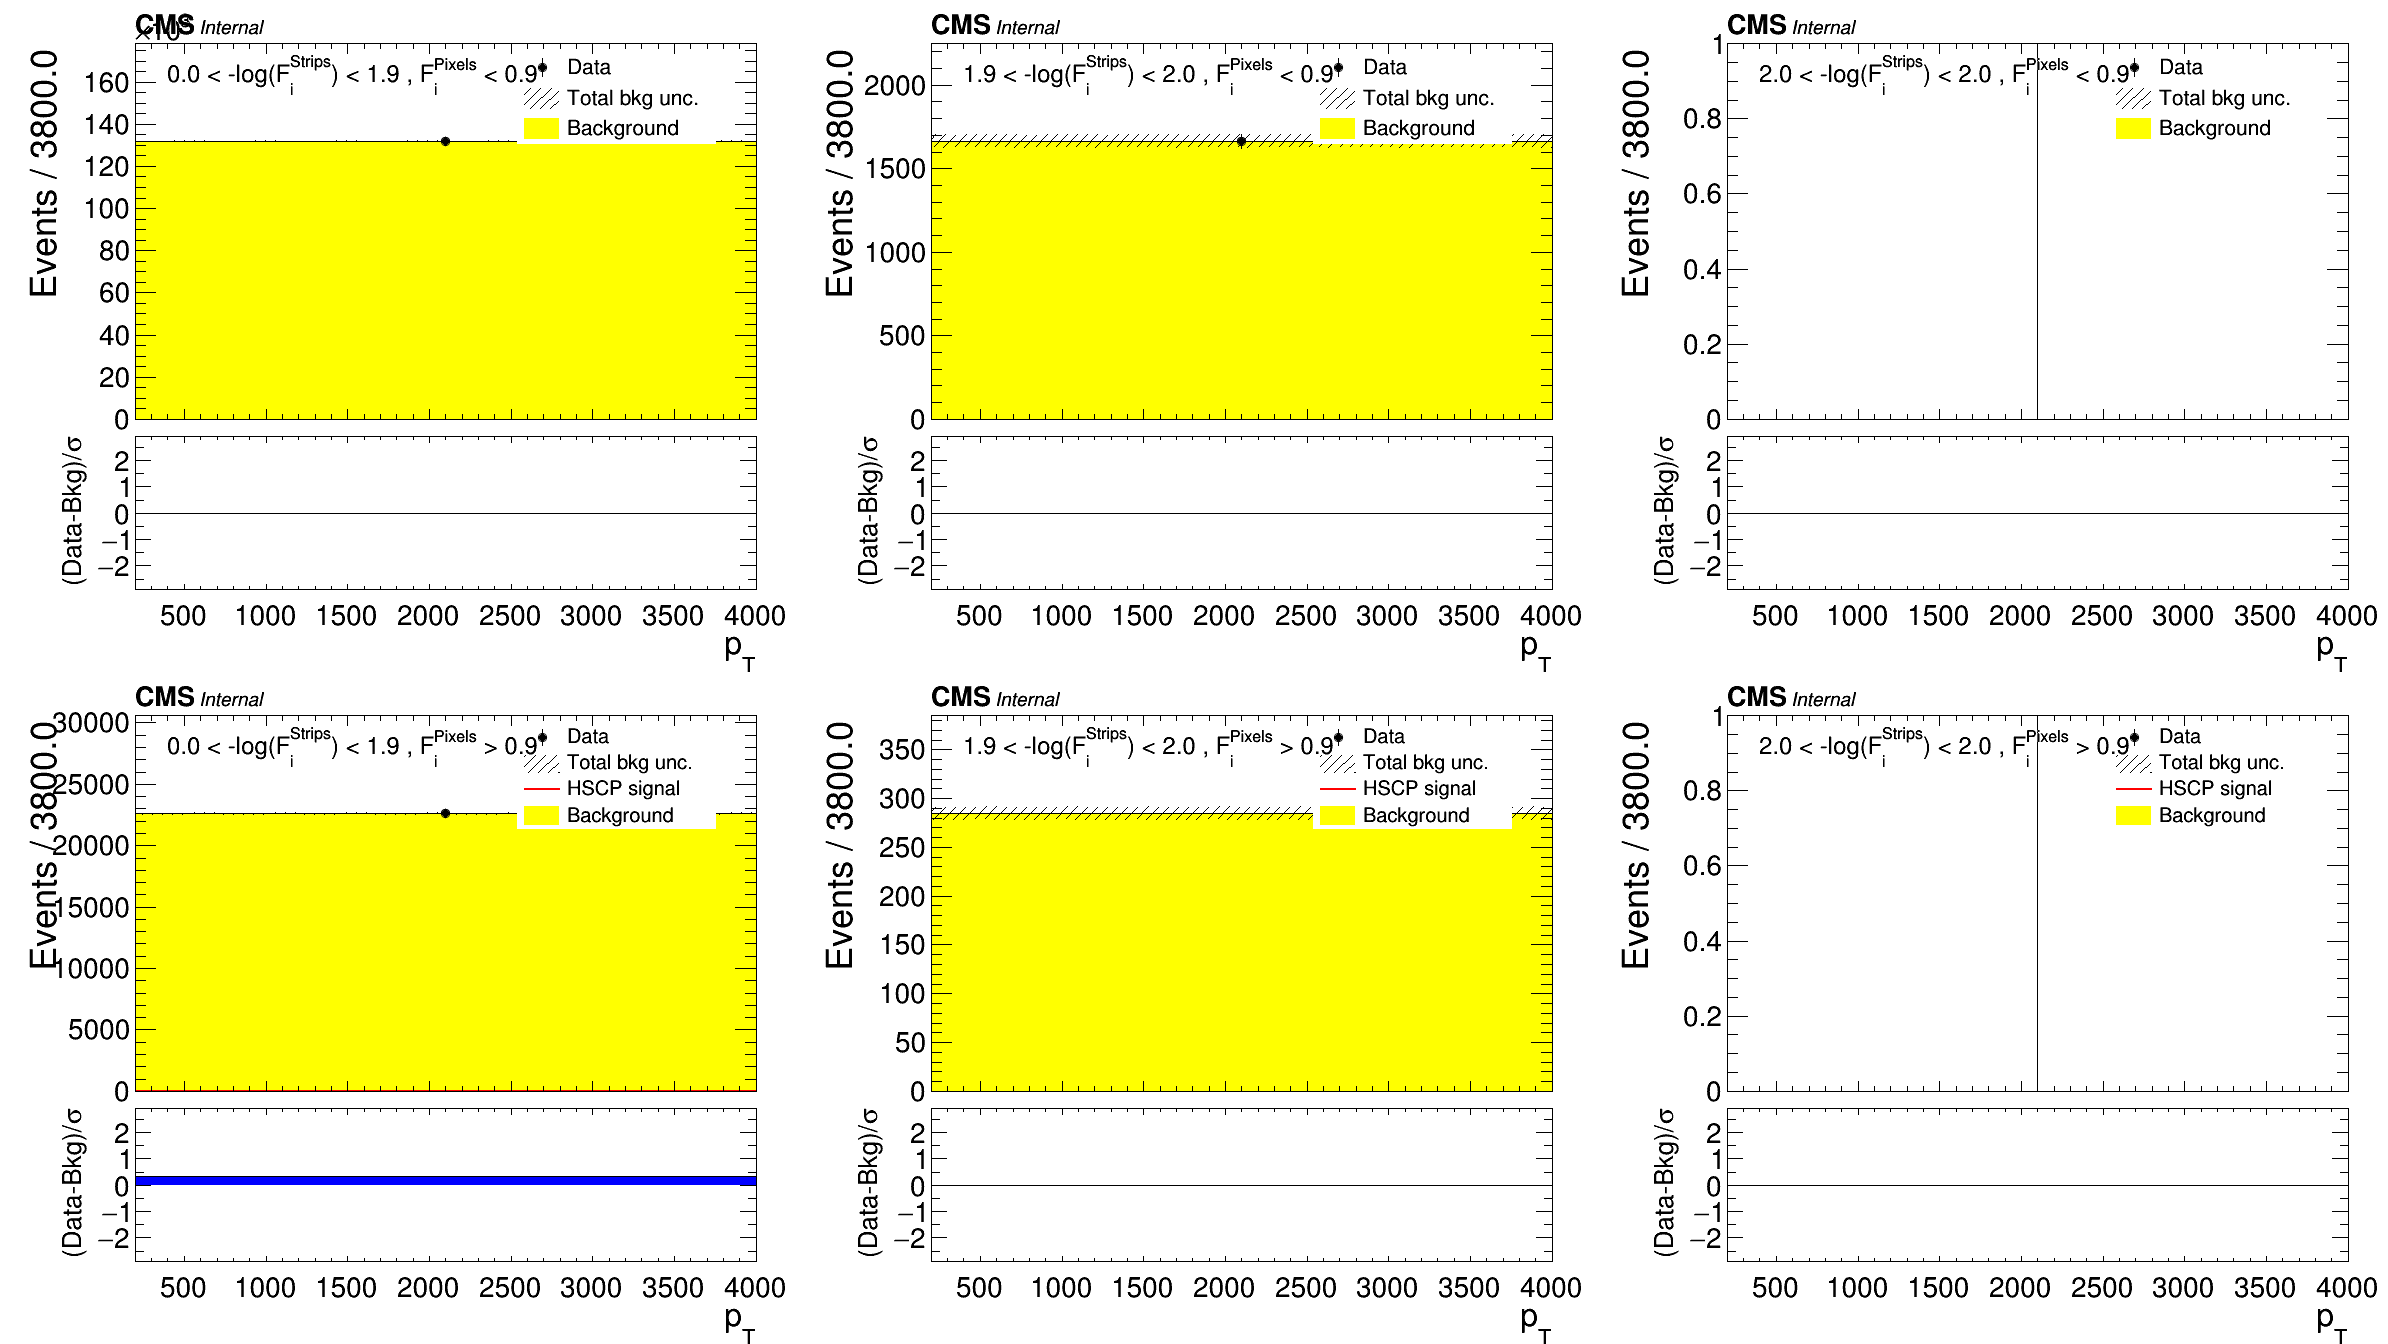 CMS Internal
×10³
Events / 3800.0
0.0 < -log(F_i^Strips) < 1.9 , F_i^Pixels < 0.9
Data
Total bkg unc.
Background
160
140
120
100
80
60
40
20
0
(Data-Bkg)/σ
2
1
0
−1
−2
500 1000 1500 2000 2500 3000 3500 4000
p_T
CMS Internal
Events / 3800.0
1.9 < -log(F_i^Strips) < 2.0 , F_i^Pixels < 0.9
Data
Total bkg unc.
Background
2000
1500
1000
500
0
(Data-Bkg)/σ
2
1
0
−1
−2
500 1000 1500 2000 2500 3000 3500 4000
p_T
CMS Internal
Events / 3800.0
2.0 < -log(F_i^Strips) < 2.0 , F_i^Pixels < 0.9
Data
Total bkg unc.
Background
1
0.8
0.6
0.4
0.2
0
(Data-Bkg)/σ
2
1
0
−1
−2
500 1000 1500 2000 2500 3000 3500 4000
p_T
CMS Internal
Events / 3800.0
0.0 < -log(F_i^Strips) < 1.9 , F_i^Pixels > 0.9
Data
Total bkg unc.
HSCP signal
Background
30000
25000
20000
15000
10000
5000
0
(Data-Bkg)/σ
2
1
0
−1
−2
500 1000 1500 2000 2500 3000 3500 4000
p_T
CMS Internal
Events / 3800.0
1.9 < -log(F_i^Strips) < 2.0 , F_i^Pixels > 0.9
Data
Total bkg unc.
HSCP signal
Background
350
300
250
200
150
100
50
0
(Data-Bkg)/σ
2
1
0
−1
−2
500 1000 1500 2000 2500 3000 3500 4000
p_T
CMS Internal
Events / 3800.0
2.0 < -log(F_i^Strips) < 2.0 , F_i^Pixels > 0.9
Data
Total bkg unc.
HSCP signal
Background
1
0.8
0.6
0.4
0.2
0
(Data-Bkg)/σ
2
1
0
−1
−2
500 1000 1500 2000 2500 3000 3500 4000
p_T